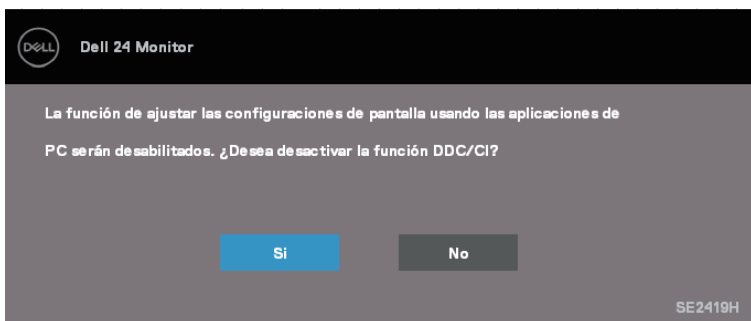 DELL
Dell 24 Monitor
La función de ajustar las configuraciones de pantalla usando las aplicaciones de
PC serán desabilitados. ¿Desea desactivar la función DDC/CI?
Si
No
SE2419H